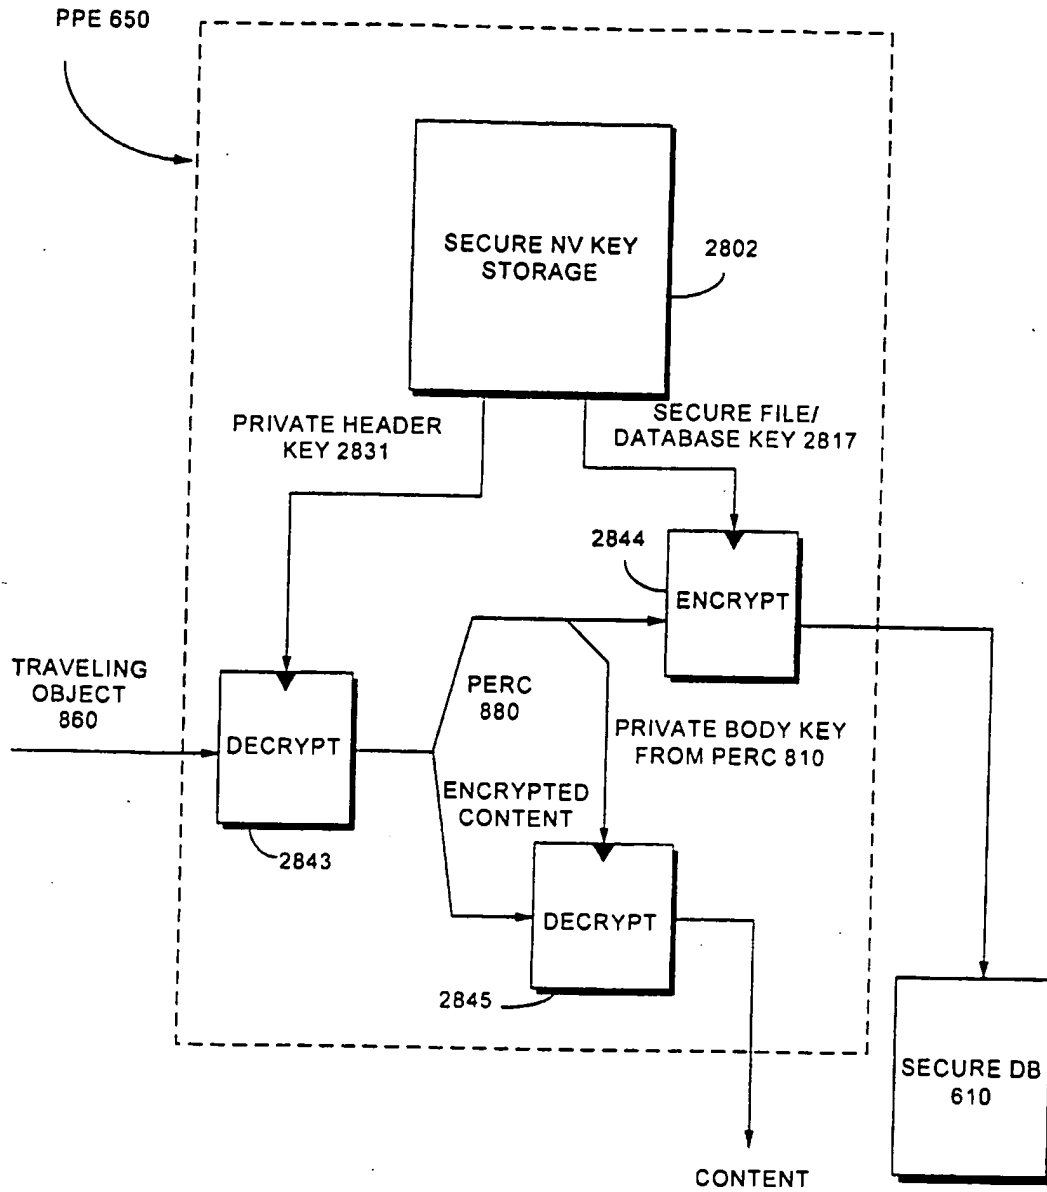 PPE 650
SECURE NV KEY
STORAGE
2802
PRIVATE HEADER
KEY 2831
SECURE FILE/
DATABASE KEY 2817
2844
ENCRYPT
TRAVELING
OBJECT
860
DECRYPT
2843
PERC
880
PRIVATE BODY KEY
FROM PERC 810
ENCRYPTED
CONTENT
DECRYPT
2845
SECURE DB
610
CONTENT